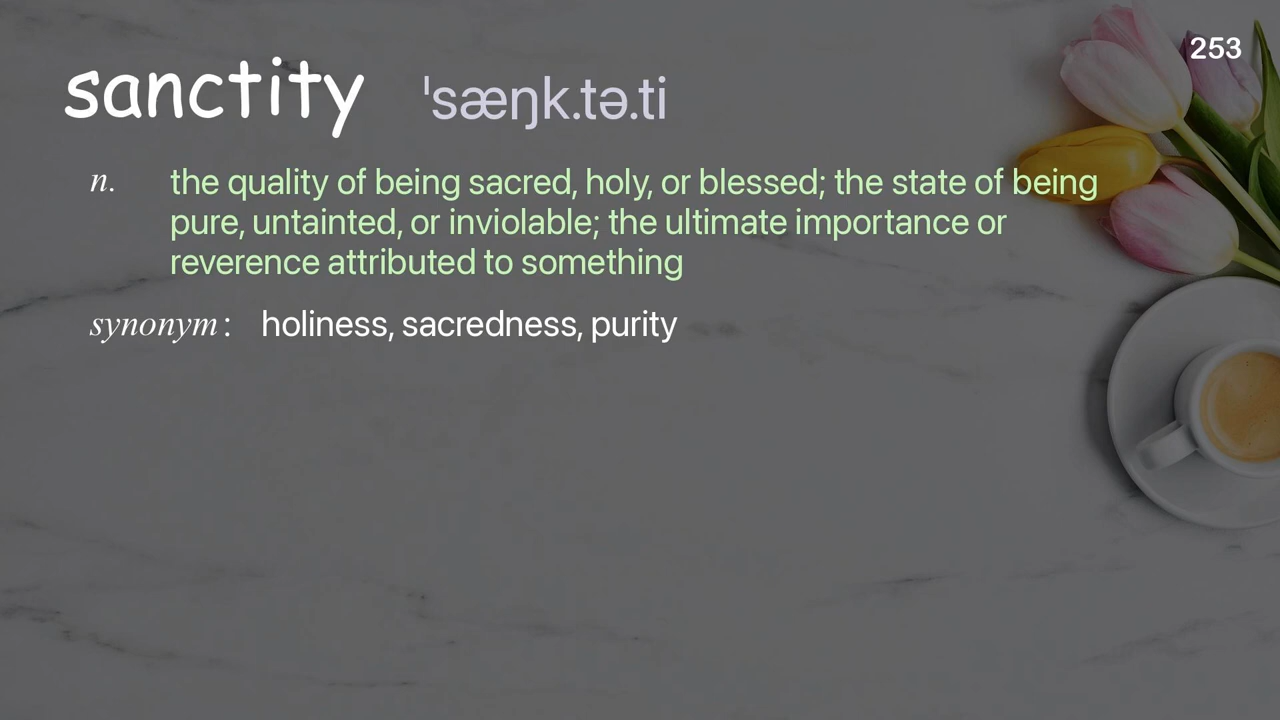 253
sanctity ˈsæŋk.tə.ti
n. the quality of being sacred, holy, or blessed; the state of being
pure, untainted, or inviolable; the ultimate importance or
reverence attributed to something
synonym: holiness, sacredness, purity